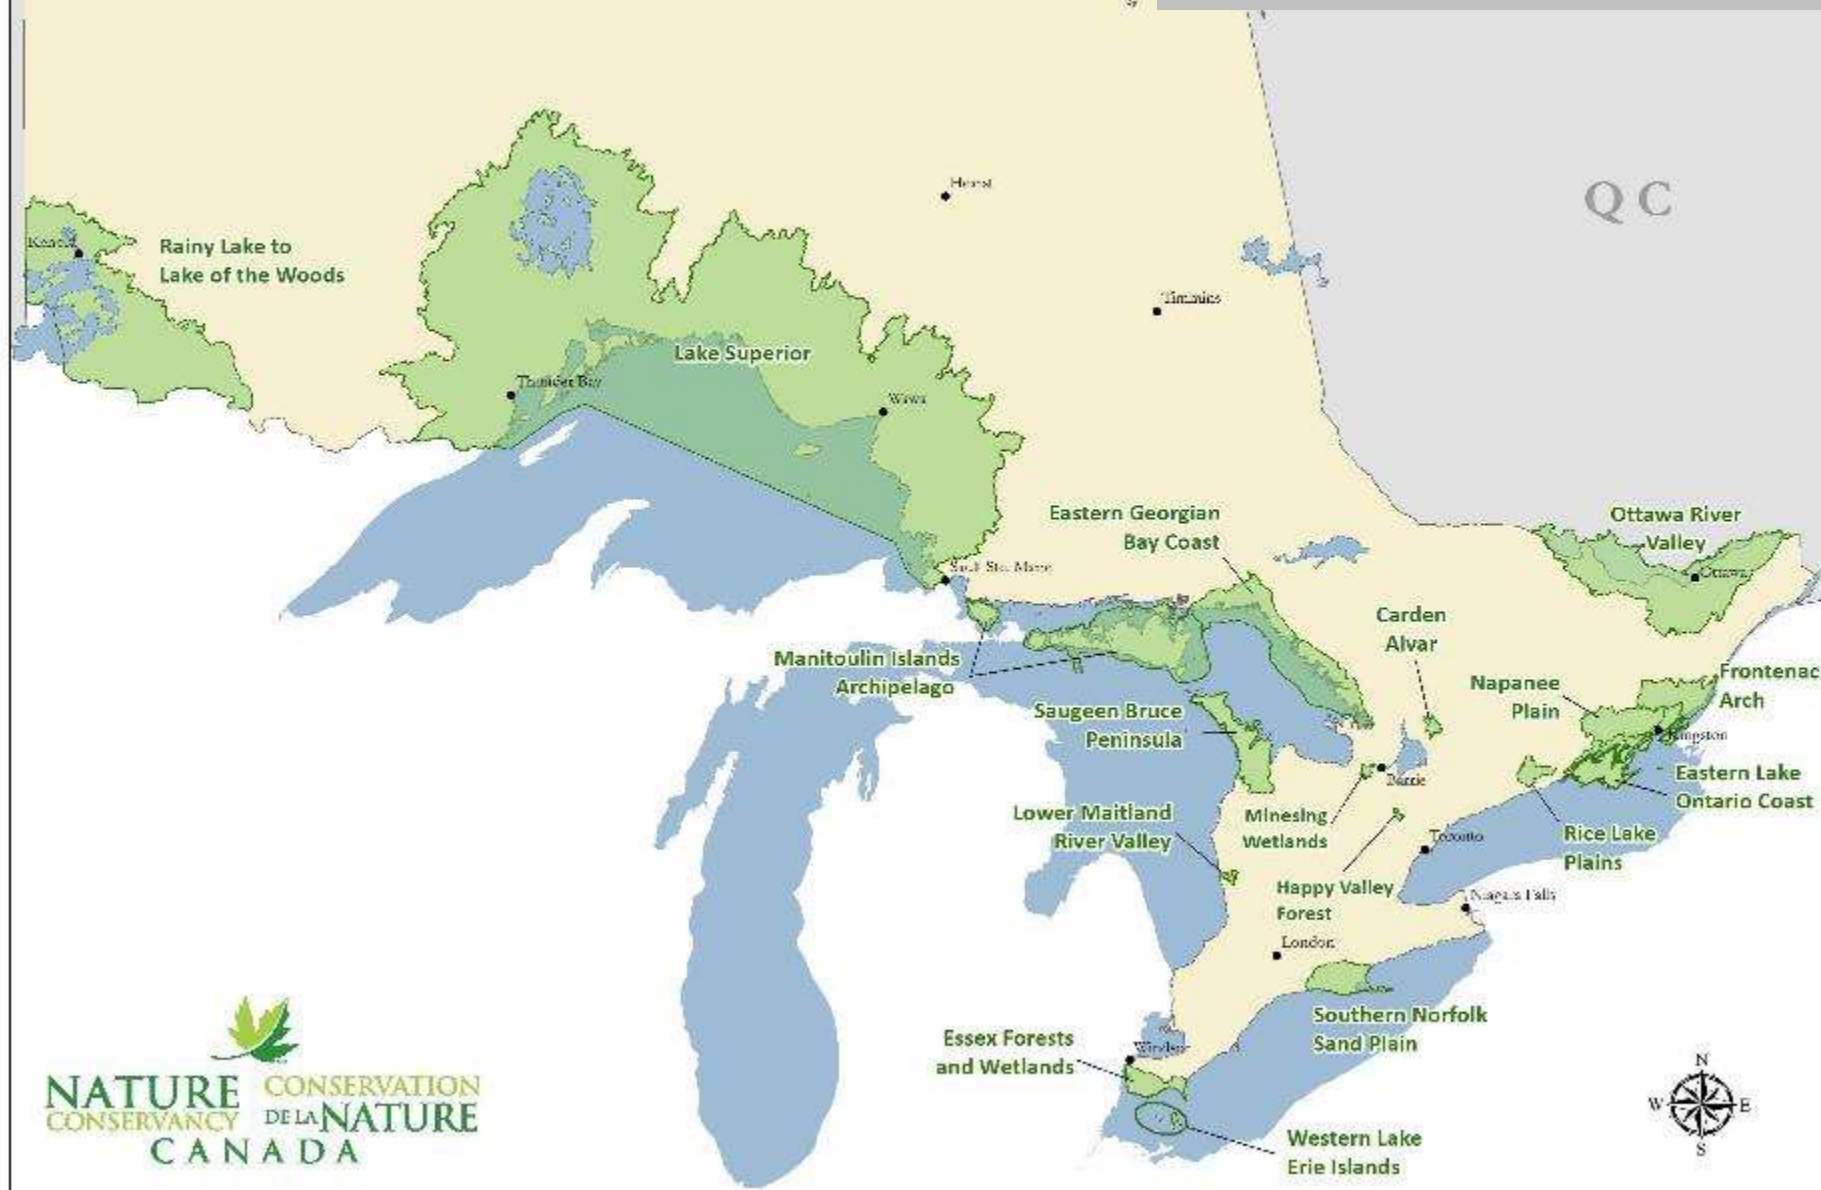 QC
Hearst
Kenora
Rainy Lake to
Lake of the Woods
Timmins
Lake Superior
Thunder Bay
Wawa
Eastern Georgian
Bay Coast
Ottawa River
Valley
Ottawa
Sault Ste. Marie
Carden
Alvar
Manitoulin Islands
Archipelago
Napanee
Plain
Frontenac
Arch
Saugeen Bruce
Peninsula
Kingston
Barrie
Eastern Lake
Ontario Coast
Lower Maitland
River Valley
Minesing
Wetlands
Toronto
Rice Lake
Plains
Happy Valley
Forest
Niagara Falls
London
Southern Norfolk
Sand Plain
Essex Forests
and Wetlands
Windsor
Western Lake
Erie Islands
NATURE
CONSERVANCY
CONSERVATION
DE LA NATURE
CANADA
N
W E
S